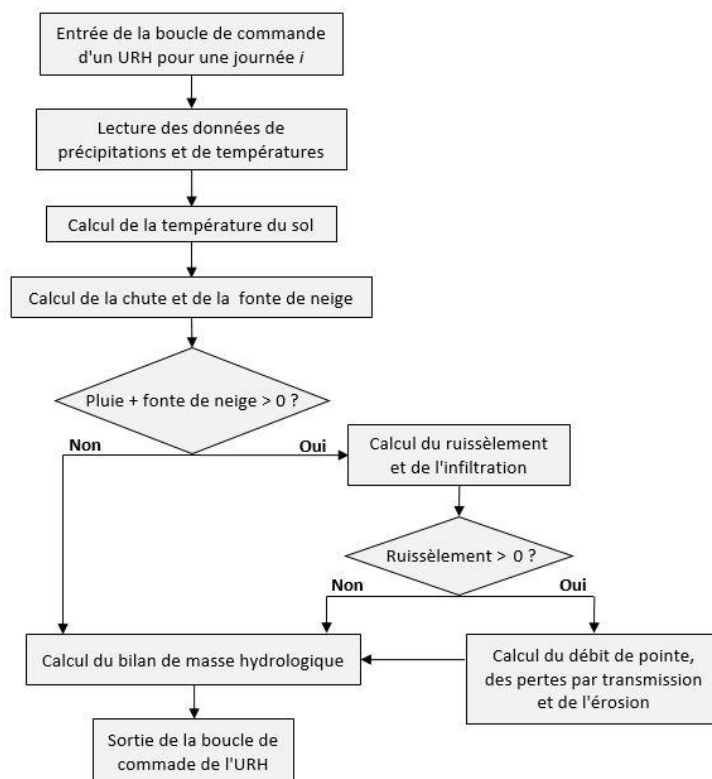 Entrée de la boucle de commande
d'un URH pour une journée i
Lecture des données de
précipitations et de températures
Calcul de la température du sol
Calcul de la chute et de la fonte de neige
Pluie + fonte de neige > 0 ?
Non
Oui
Calcul du ruissèlement
et de l'infiltration
Ruissèlement > 0 ?
Non
Oui
Calcul du bilan de masse hydrologique
Calcul du débit de pointe,
des pertes par transmission
et de l'érosion
Sortie de la boucle de
commade de l'URH